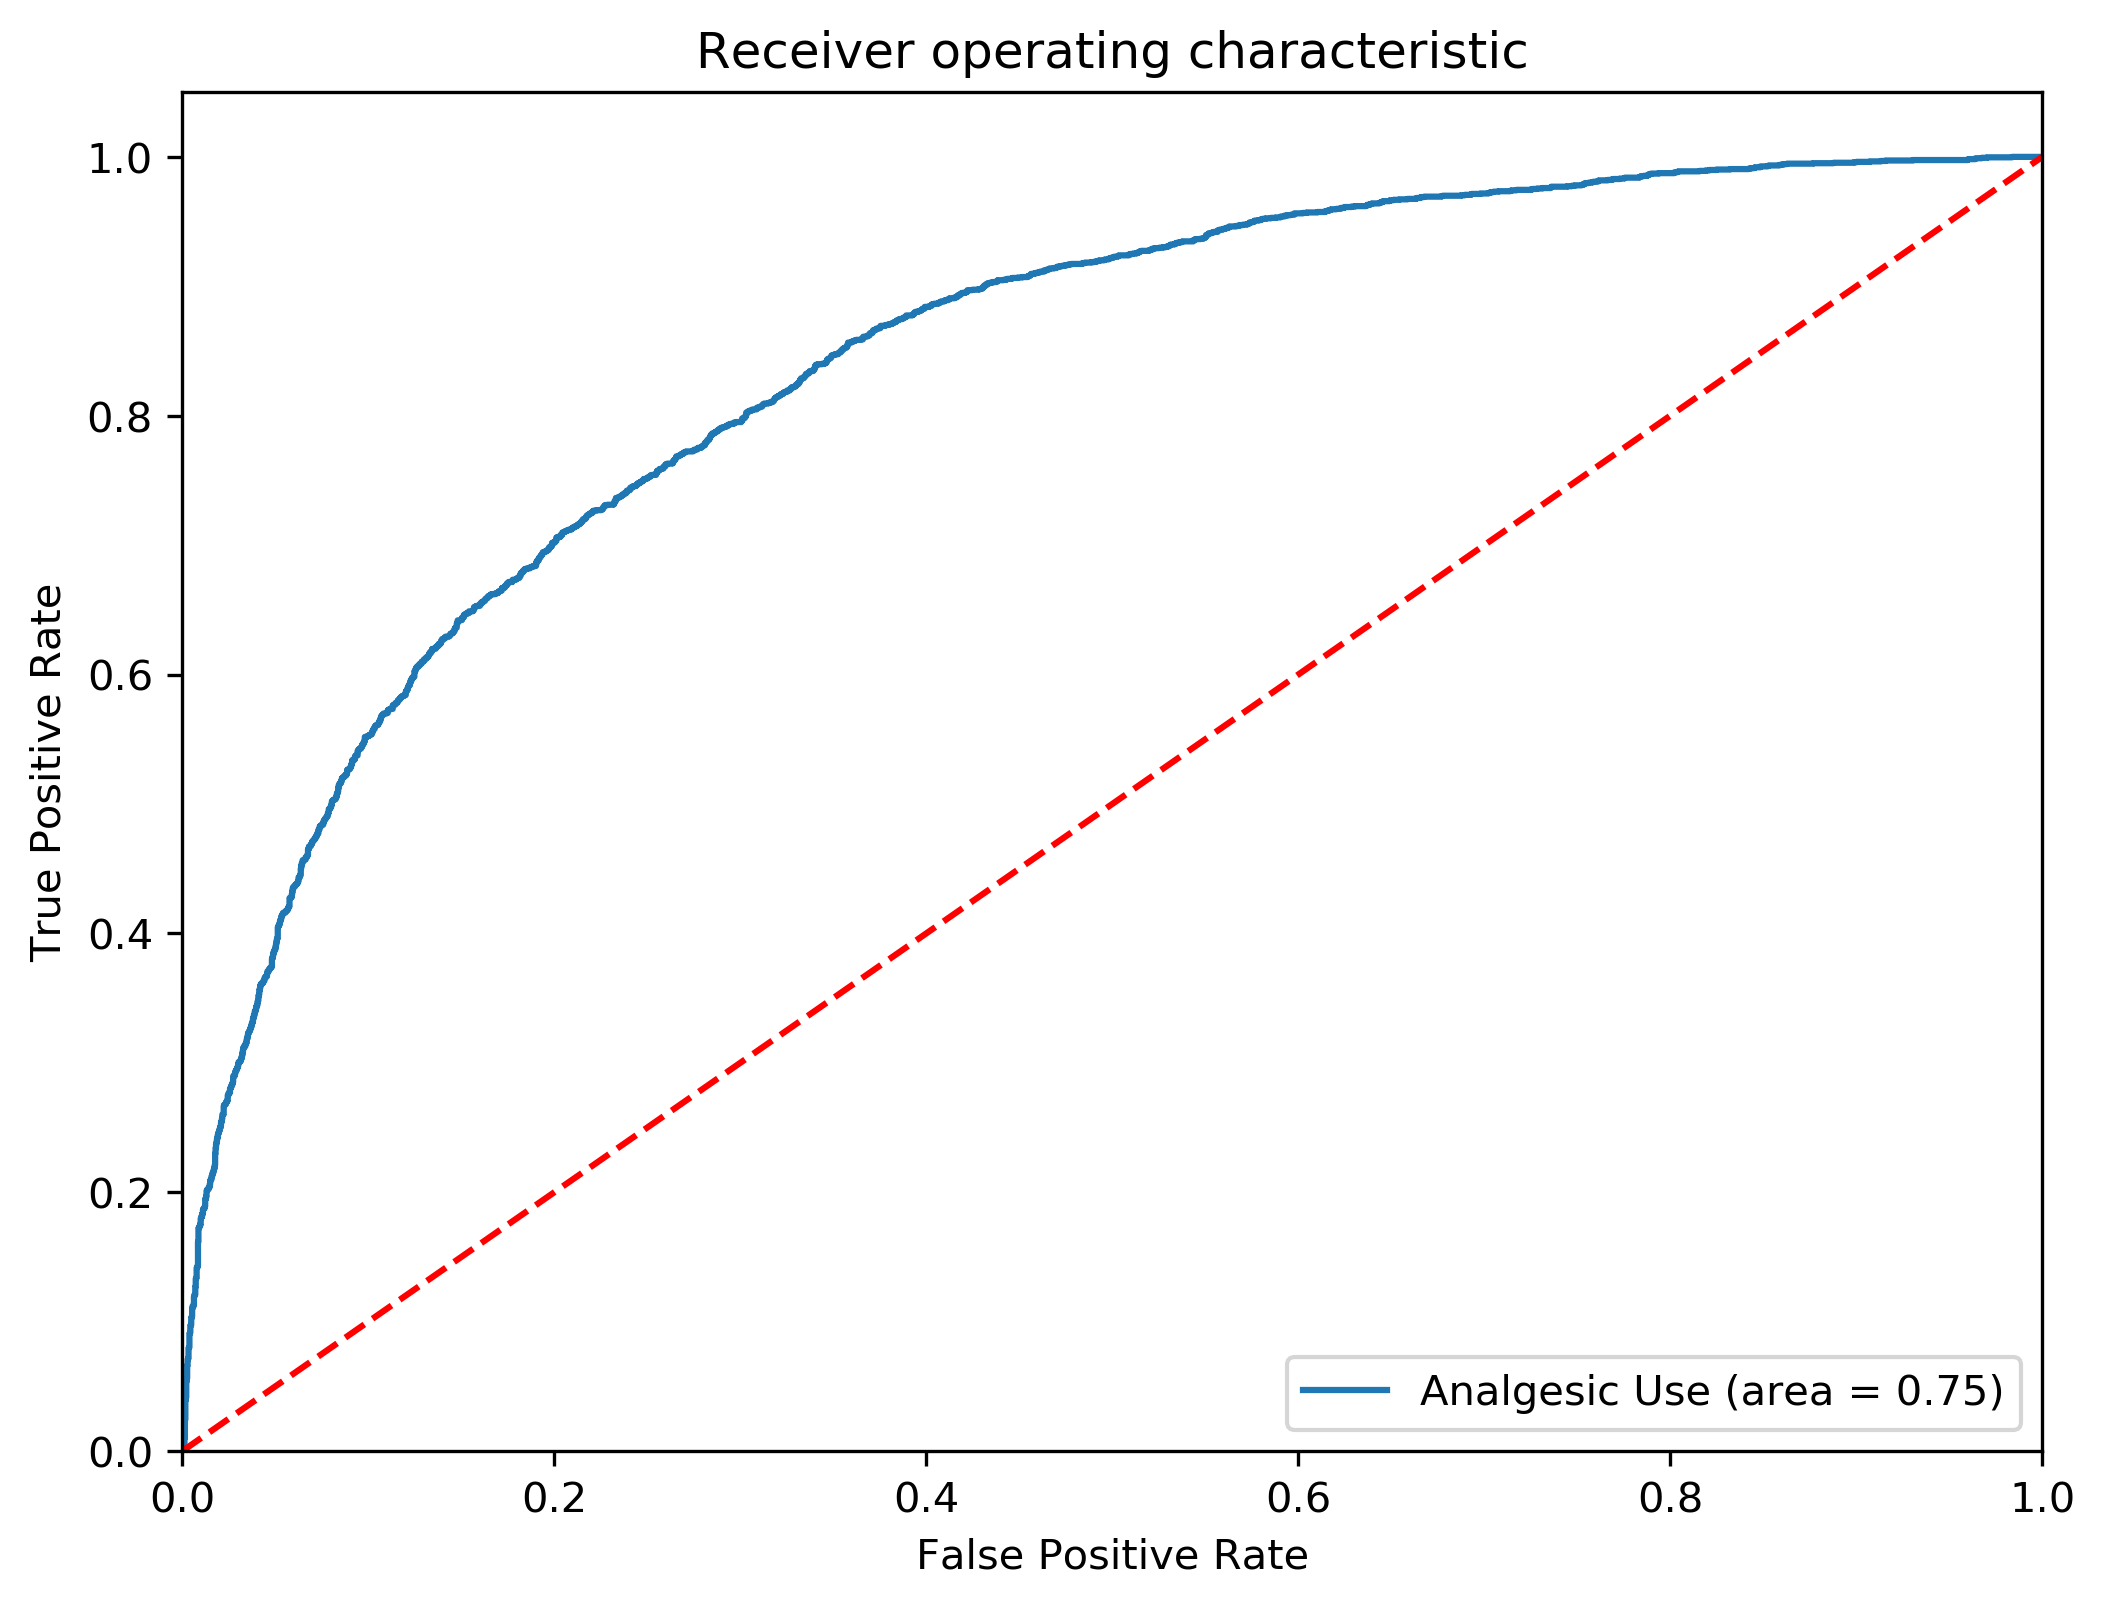 Receiver operating characteristic
1.0
0.8
0.6
0.4
0.2
0.0
True Positive Rate
Analgesic Use (area = 0.75)
0.0 0.2 0.4 0.6 0.8 1.0
False Positive Rate